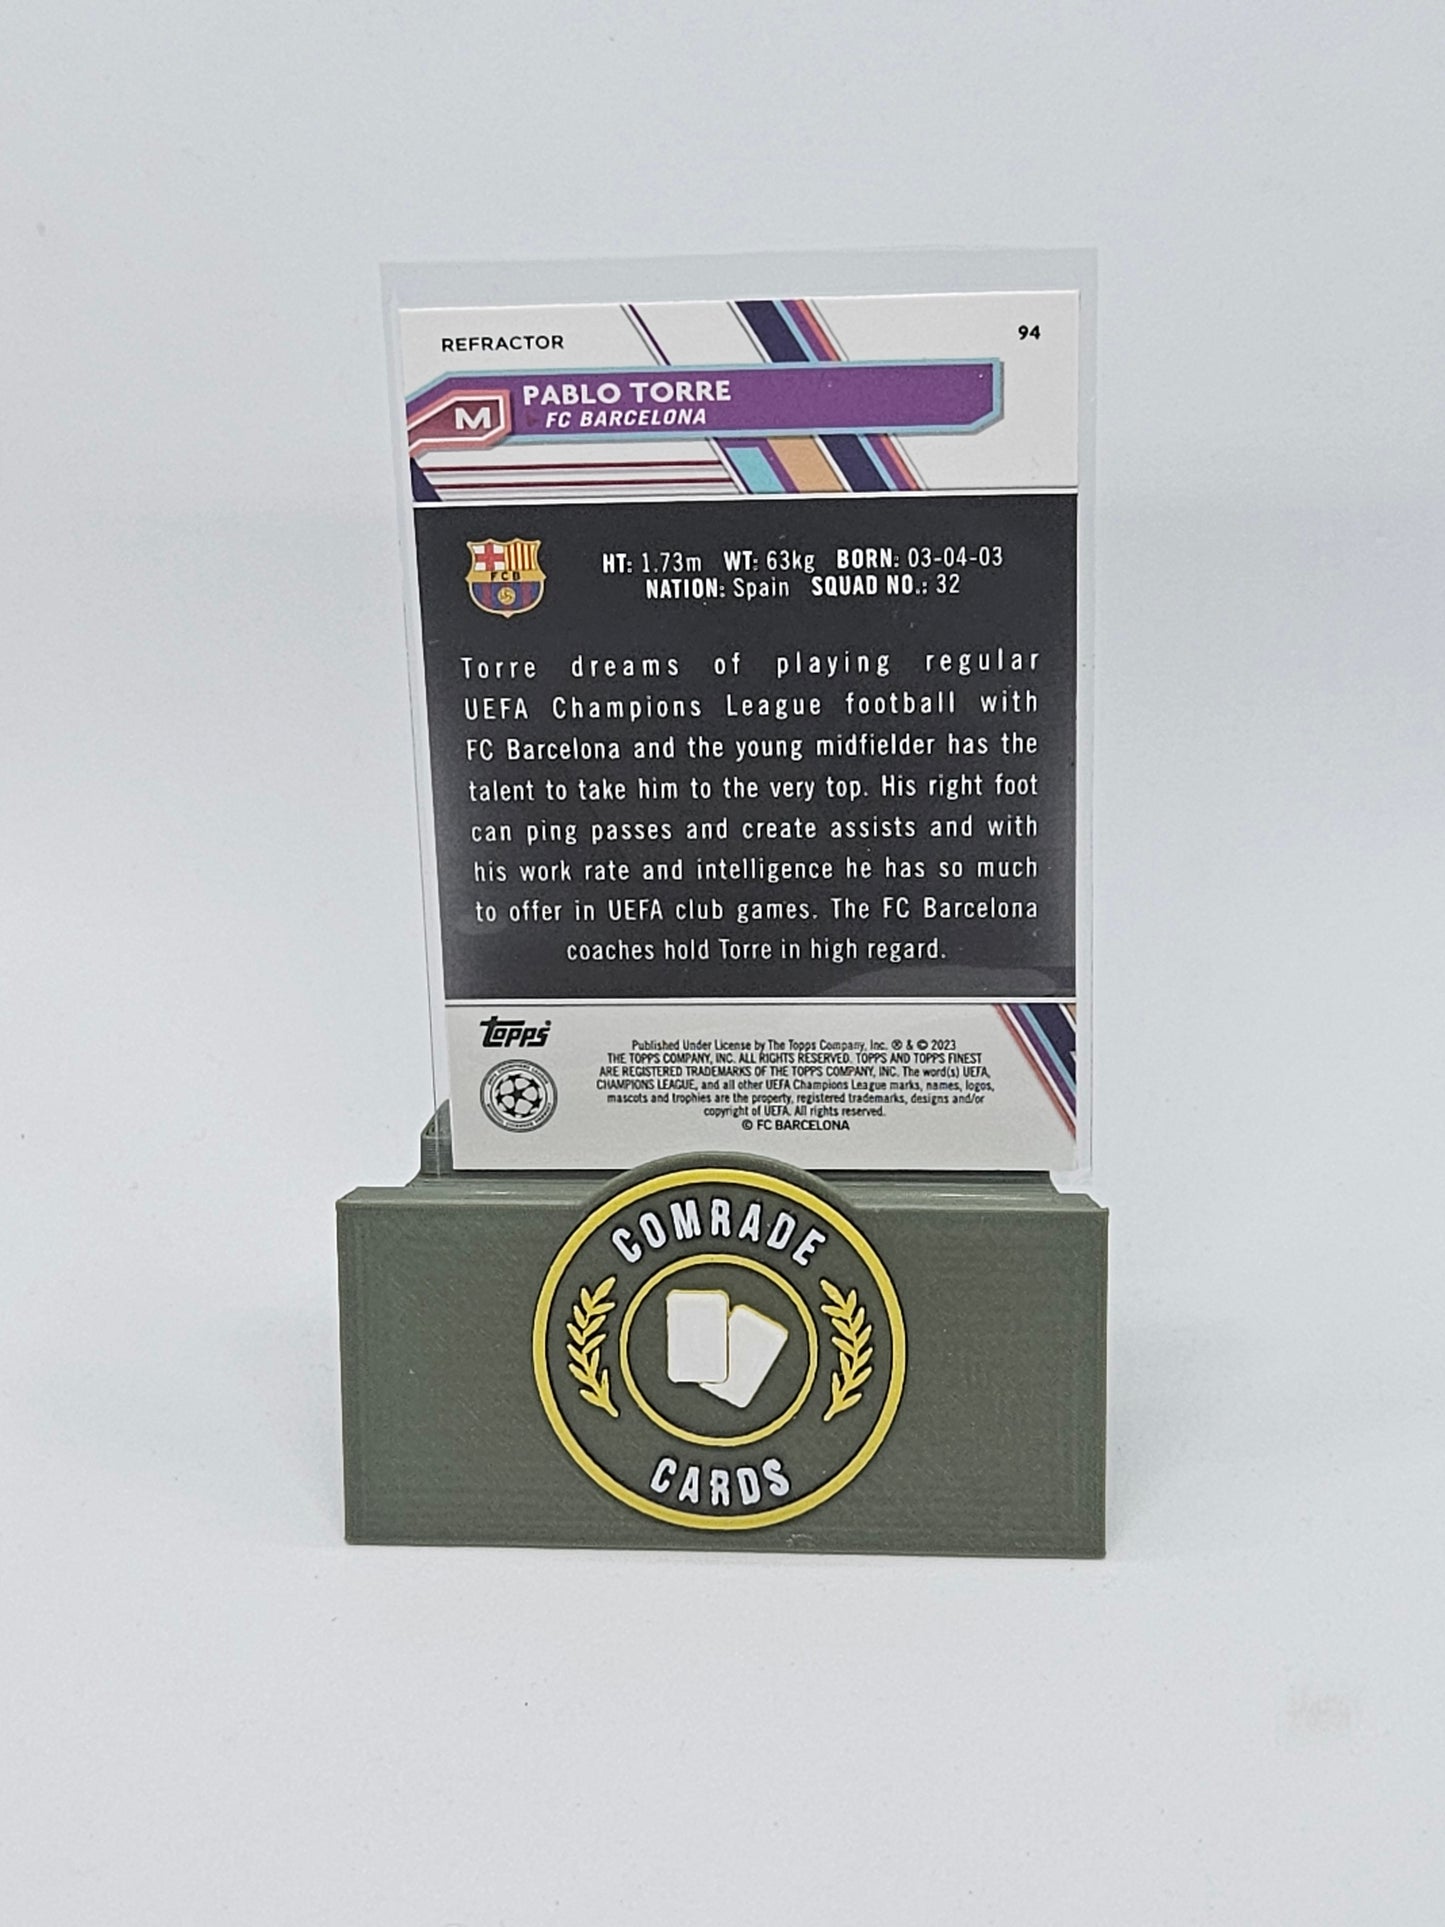 REFRACTOR
94
M
PABLO TORRE
FC BARCELONA
FCB
HT: 1.73m WT: 63kg BORN: 03-04-03
NATION: Spain SQUAD NO.: 32
Torre dreams of playing regular
UEFA Champions League football with
FC Barcelona and the young midfielder has the
talent to take him to the very top. His right foot
can ping passes and create assists and with
his work rate and intelligence he has so much
to offer in UEFA club games. The FC Barcelona
coaches hold Torre in high regard.
topps
Published Under License by The Topps Company, Inc. ® & © 2023
THE TOPPS COMPANY, INC. ALL RIGHTS RESERVED. TOPPS AND TOPPS FINEST
ARE REGISTERED TRADEMARKS OF THE TOPPS COMPANY, INC. The word(s) UEFA,
CHAMPIONS LEAGUE, and all other UEFA Champions League marks, names, logos,
mascots and trophies are the property, registered trademarks, designs and/or
copyright of UEFA. All rights reserved.
© FC BARCELONA
COMRADE
CARDS